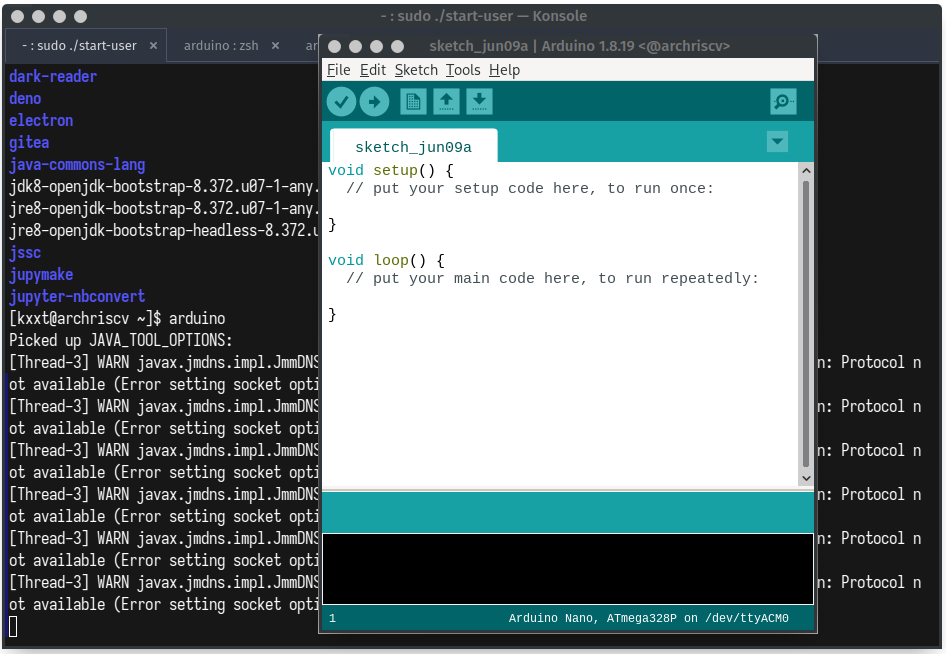 - : sudo ./start-user — Konsole
- : sudo ./start-user × arduino : zsh × ar
dark-reader
deno
electron
gitea
java-commons-lang
jdk8-openjdk-bootstrap-8.372.u07-1-any.
jre8-openjdk-bootstrap-8.372.u07-1-any.
jre8-openjdk-bootstrap-headless-8.372.u
jssc
jupymake
jupyter-nbconvert
[kxxt@archriscv ~]$ arduino
Picked up JAVA_TOOL_OPTIONS:
[Thread-3] WARN javax.jmdns.impl.JmmDNS n: Protocol n
ot available (Error setting socket opti
[Thread-3] WARN javax.jmdns.impl.JmmDNS n: Protocol n
ot available (Error setting socket opti
[Thread-3] WARN javax.jmdns.impl.JmmDNS n: Protocol n
ot available (Error setting socket opti
[Thread-3] WARN javax.jmdns.impl.JmmDNS n: Protocol n
ot available (Error setting socket opti
[Thread-3] WARN javax.jmdns.impl.JmmDNS n: Protocol n
ot available (Error setting socket opti
[Thread-3] WARN javax.jmdns.impl.JmmDNS n: Protocol n
ot available (Error setting socket opti
sketch_jun09a | Arduino 1.8.19 <@archriscv>
File Edit Sketch Tools Help
sketch_jun09a
void setup() {
// put your setup code here, to run once:
}
void loop() {
// put your main code here, to run repeatedly:
}
1 Arduino Nano, ATmega328P on /dev/ttyACM0